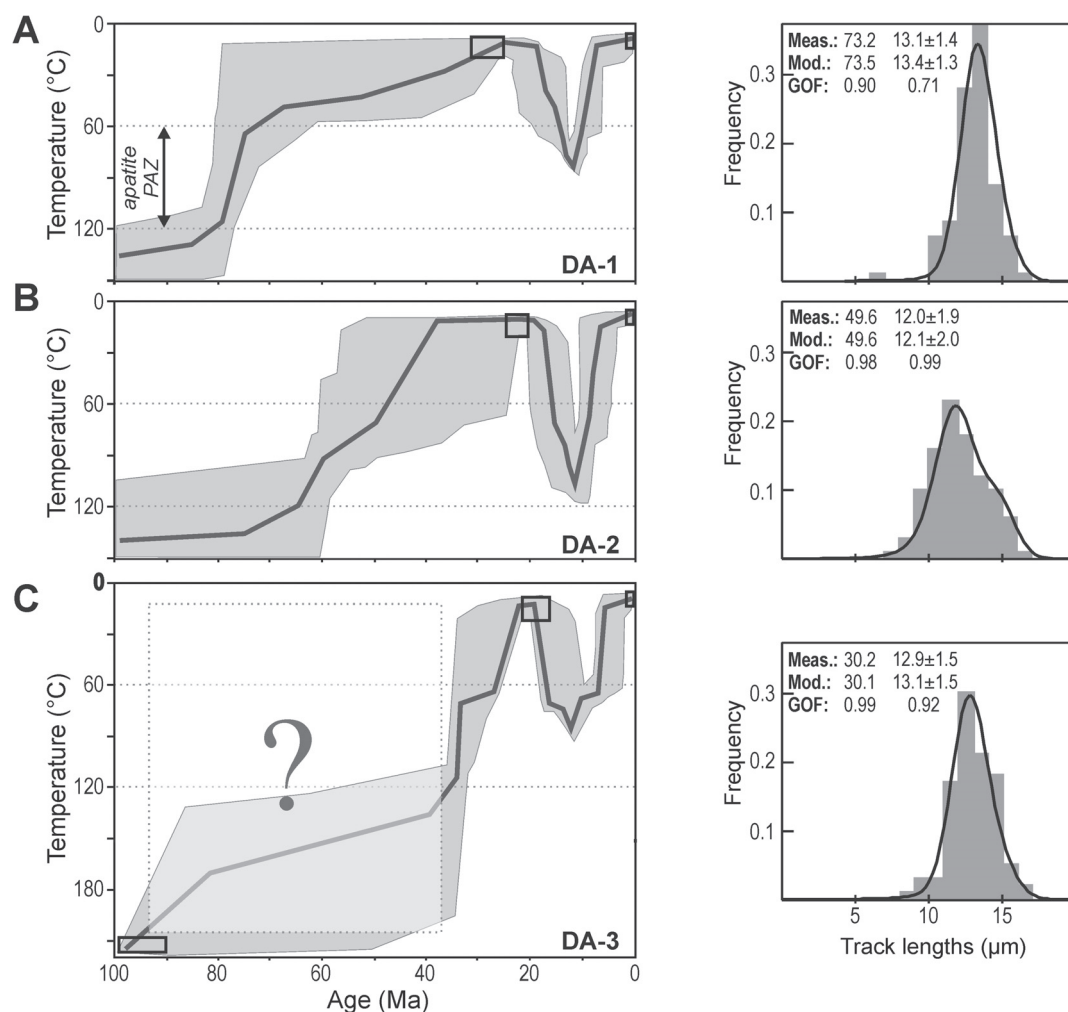 A
Temperature (°C)
0
60
120
apatite
PAZ
DA-1
Frequency
0.3
0.2
0.1
Meas.: 73.2 13.1±1.4
Mod.: 73.5 13.4±1.3
GOF: 0.90 0.71
B
Temperature (°C)
0
60
120
DA-2
Frequency
0.3
0.2
0.1
Meas.: 49.6 12.0±1.9
Mod.: 49.6 12.1±2.0
GOF: 0.98 0.99
C
Temperature (°C)
0
60
120
180
?
DA-3
100 80 60 40 20 0
Age (Ma)
Frequency
0.3
0.2
0.1
Meas.: 30.2 12.9±1.5
Mod.: 30.1 13.1±1.5
GOF: 0.99 0.92
5 10 15
Track lengths (µm)